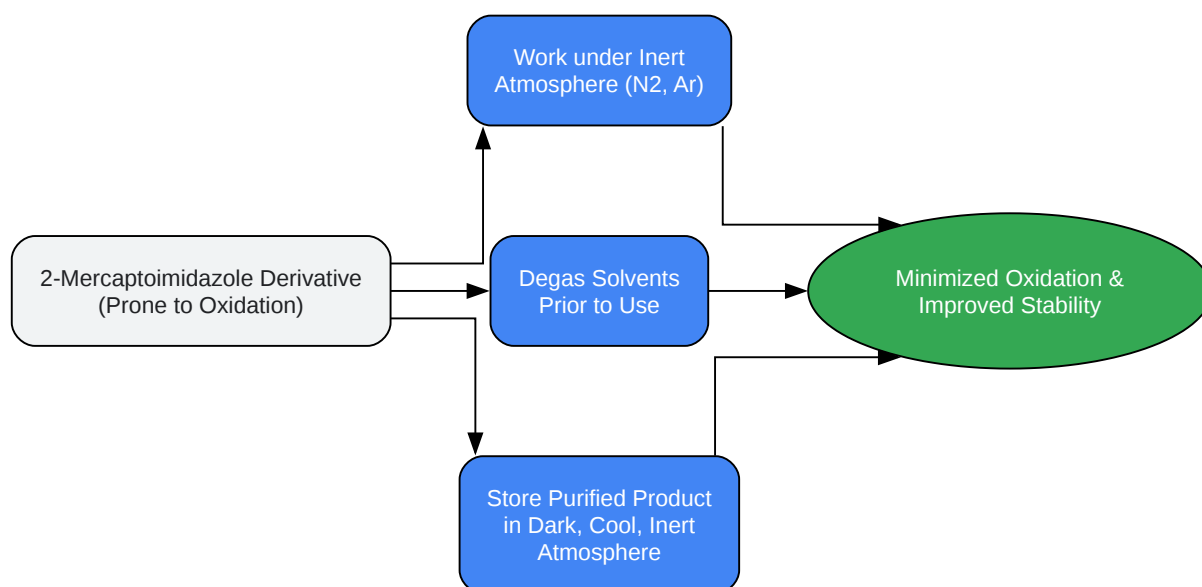 Work under Inert
Atmosphere (N2, Ar)
2-Mercaptoimidazole Derivative
(Prone to Oxidation)
Degas Solvents
Prior to Use
Minimized Oxidation &
Improved Stability
Store Purified Product
in Dark, Cool, Inert
Atmosphere